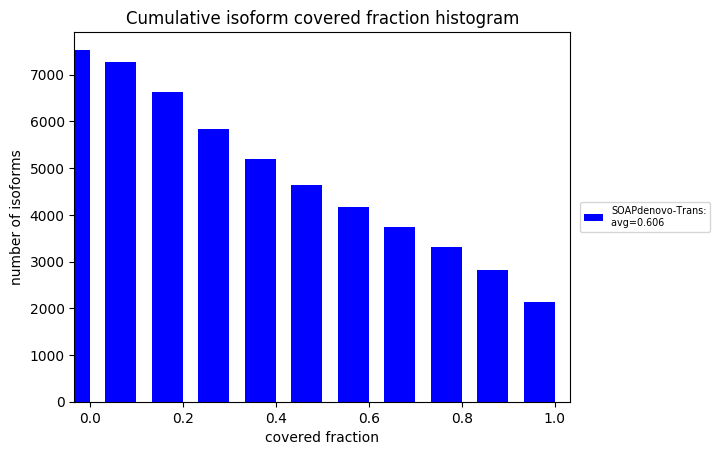 Cumulative isoform covered fraction histogram
number of isoforms
7000
6000
5000
4000
3000
2000
1000
0
0.0 0.2 0.4 0.6 0.8 1.0
covered fraction
SOAPdenovo-Trans:
avg=0.606